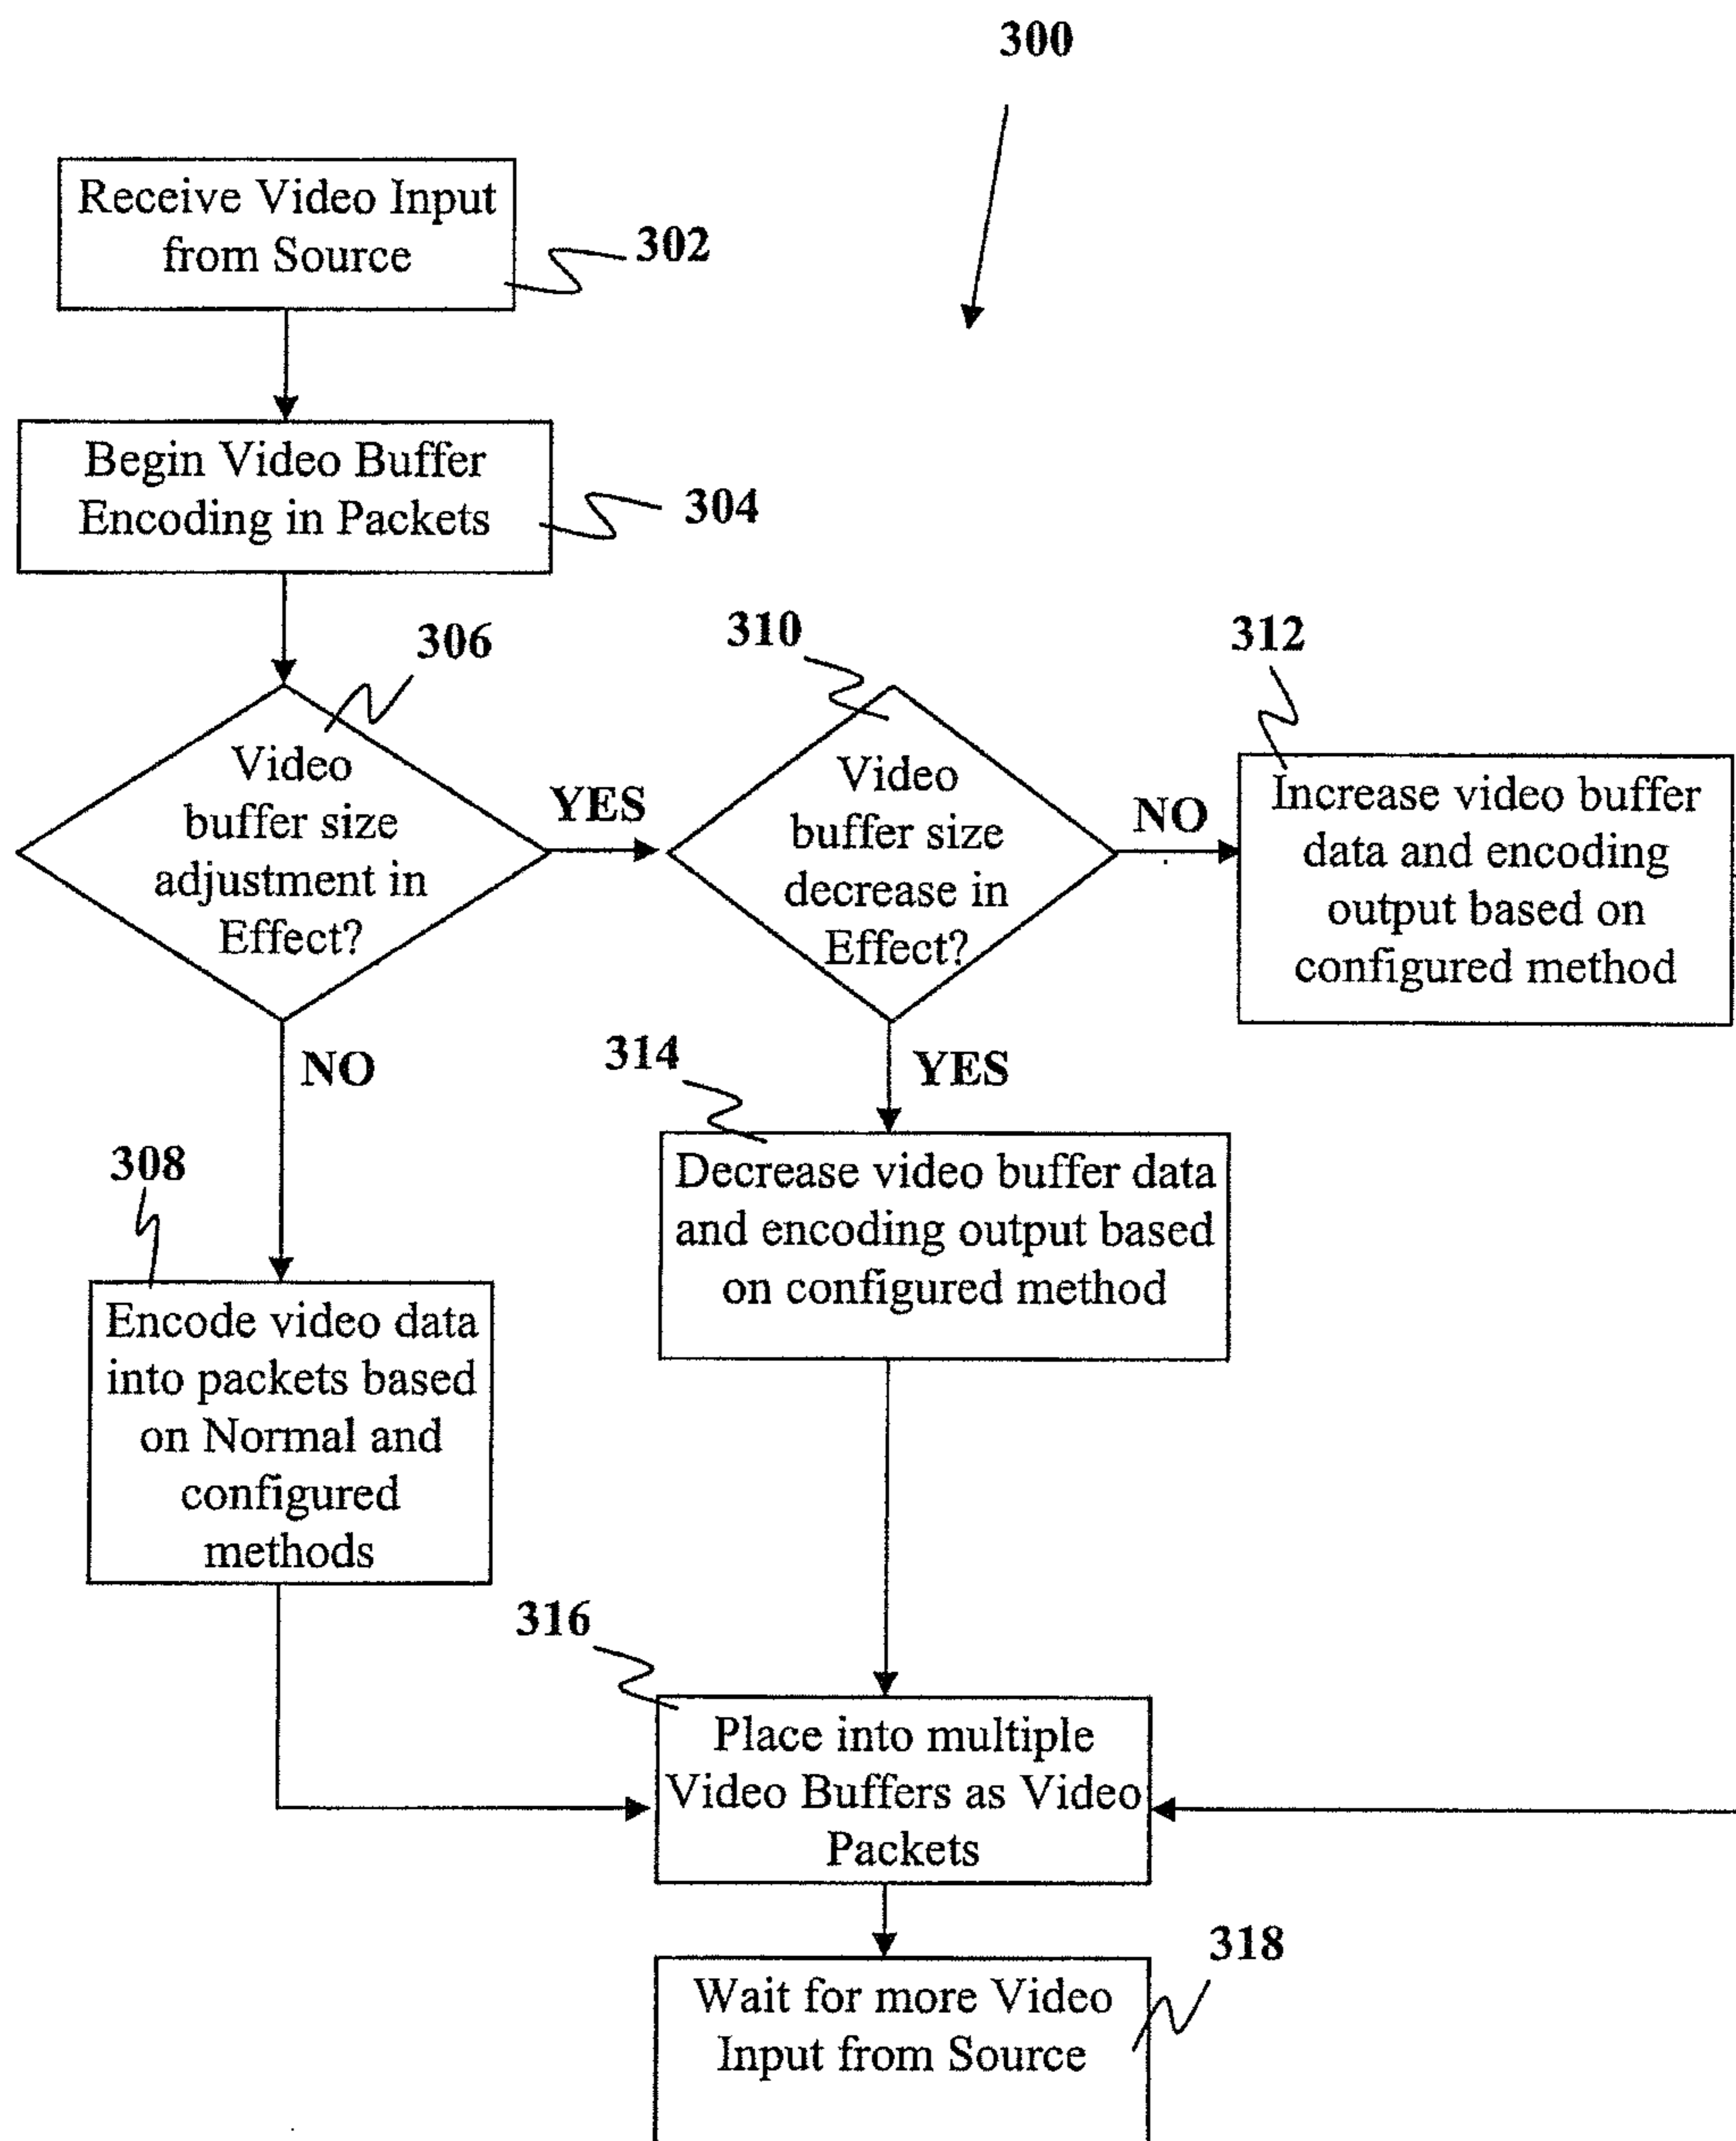 300
Receive Video Input
from Source
302
Begin Video Buffer
Encoding in Packets
304
306
Video
buffer size
adjustment in
Effect?
YES
NO
310
Video
buffer size
decrease in
Effect?
NO
YES
312
Increase video buffer
data and encoding
output based on
configured method
314
Decrease video buffer data
and encoding output based
on configured method
308
Encode video data
into packets based
on Normal and
configured
methods
316
Place into multiple
Video Buffers as Video
Packets
318
Wait for more Video
Input from Source